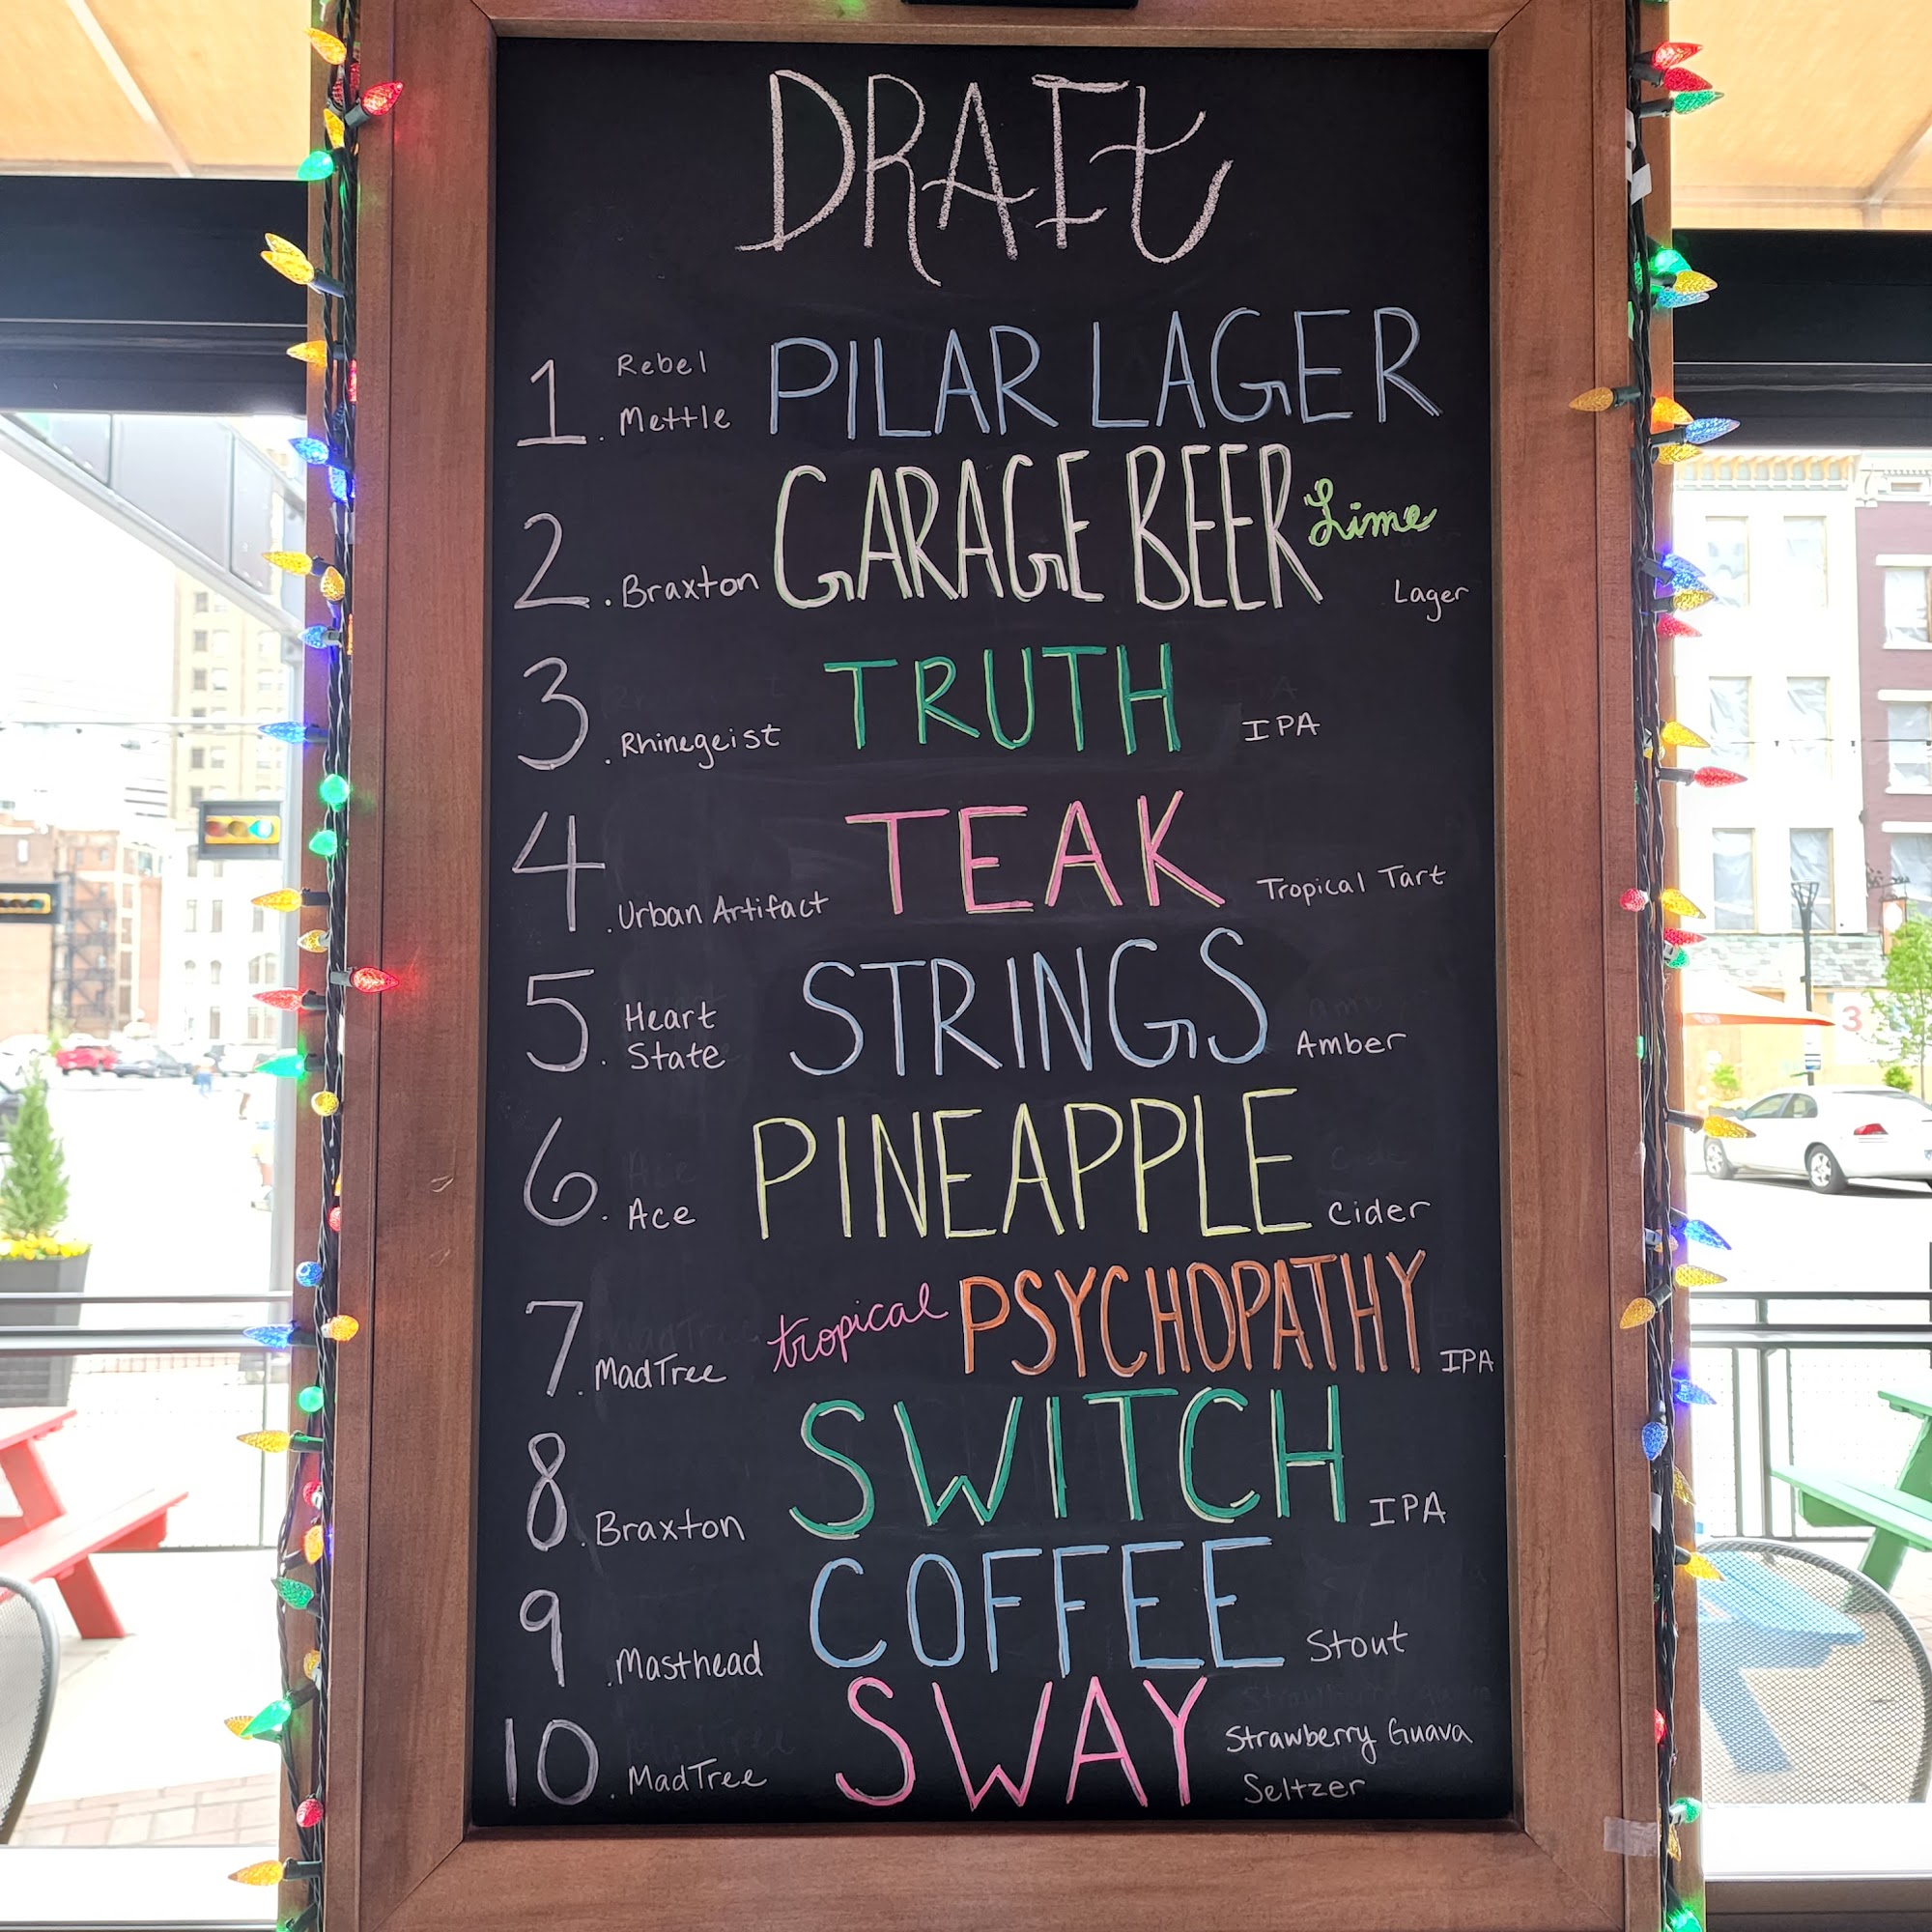 DRAFt
1. Rebel Mettle PILAR LAGER
2. Braxton GARAGE BEER Lime Lager
3. Rhinegeist TRUTH IPA
4. Urban Artifact TEAK Tropical Tart
5. Heart State STRINGS Amber
6. Ace PINEAPPLE Cider
7. MadTree tropical PSYCHOPATHY IPA
8. Braxton SWITCH IPA
9. Masthead COFFEE Stout
10. MadTree SWAY Strawberry Guava Seltzer
3